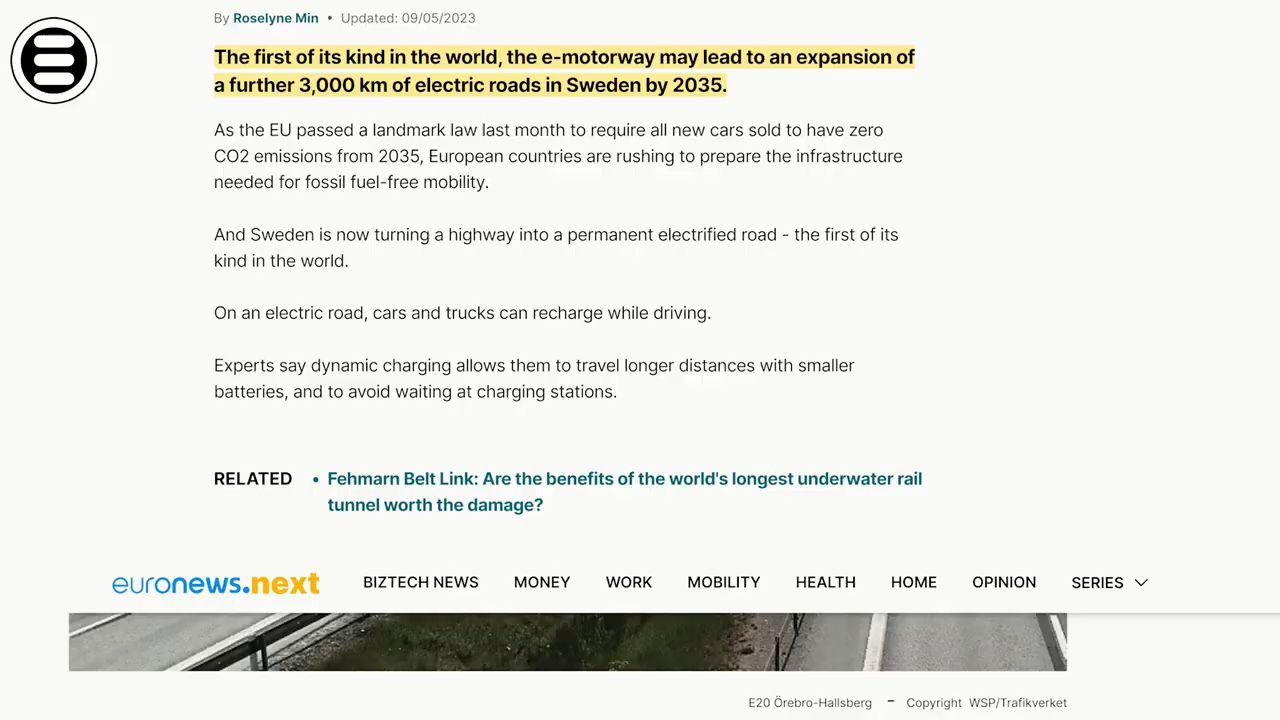 By Roselyne Min • Updated: 09/05/2023
The first of its kind in the world, the e-motorway may lead to an expansion of
a further 3,000 km of electric roads in Sweden by 2035.
As the EU passed a landmark law last month to require all new cars sold to have zero
CO2 emissions from 2035, European countries are rushing to prepare the infrastructure
needed for fossil fuel-free mobility.
And Sweden is now turning a highway into a permanent electrified road - the first of its
kind in the world.
On an electric road, cars and trucks can recharge while driving.
Experts say dynamic charging allows them to travel longer distances with smaller
batteries, and to avoid waiting at charging stations.
RELATED • Fehmarn Belt Link: Are the benefits of the world's longest underwater rail
tunnel worth the damage?
euronews.next BIZTECH NEWS MONEY WORK MOBILITY HEALTH HOME OPINION SERIES
E20 Örebro-Hallsberg – Copyright WSP/Trafikverket